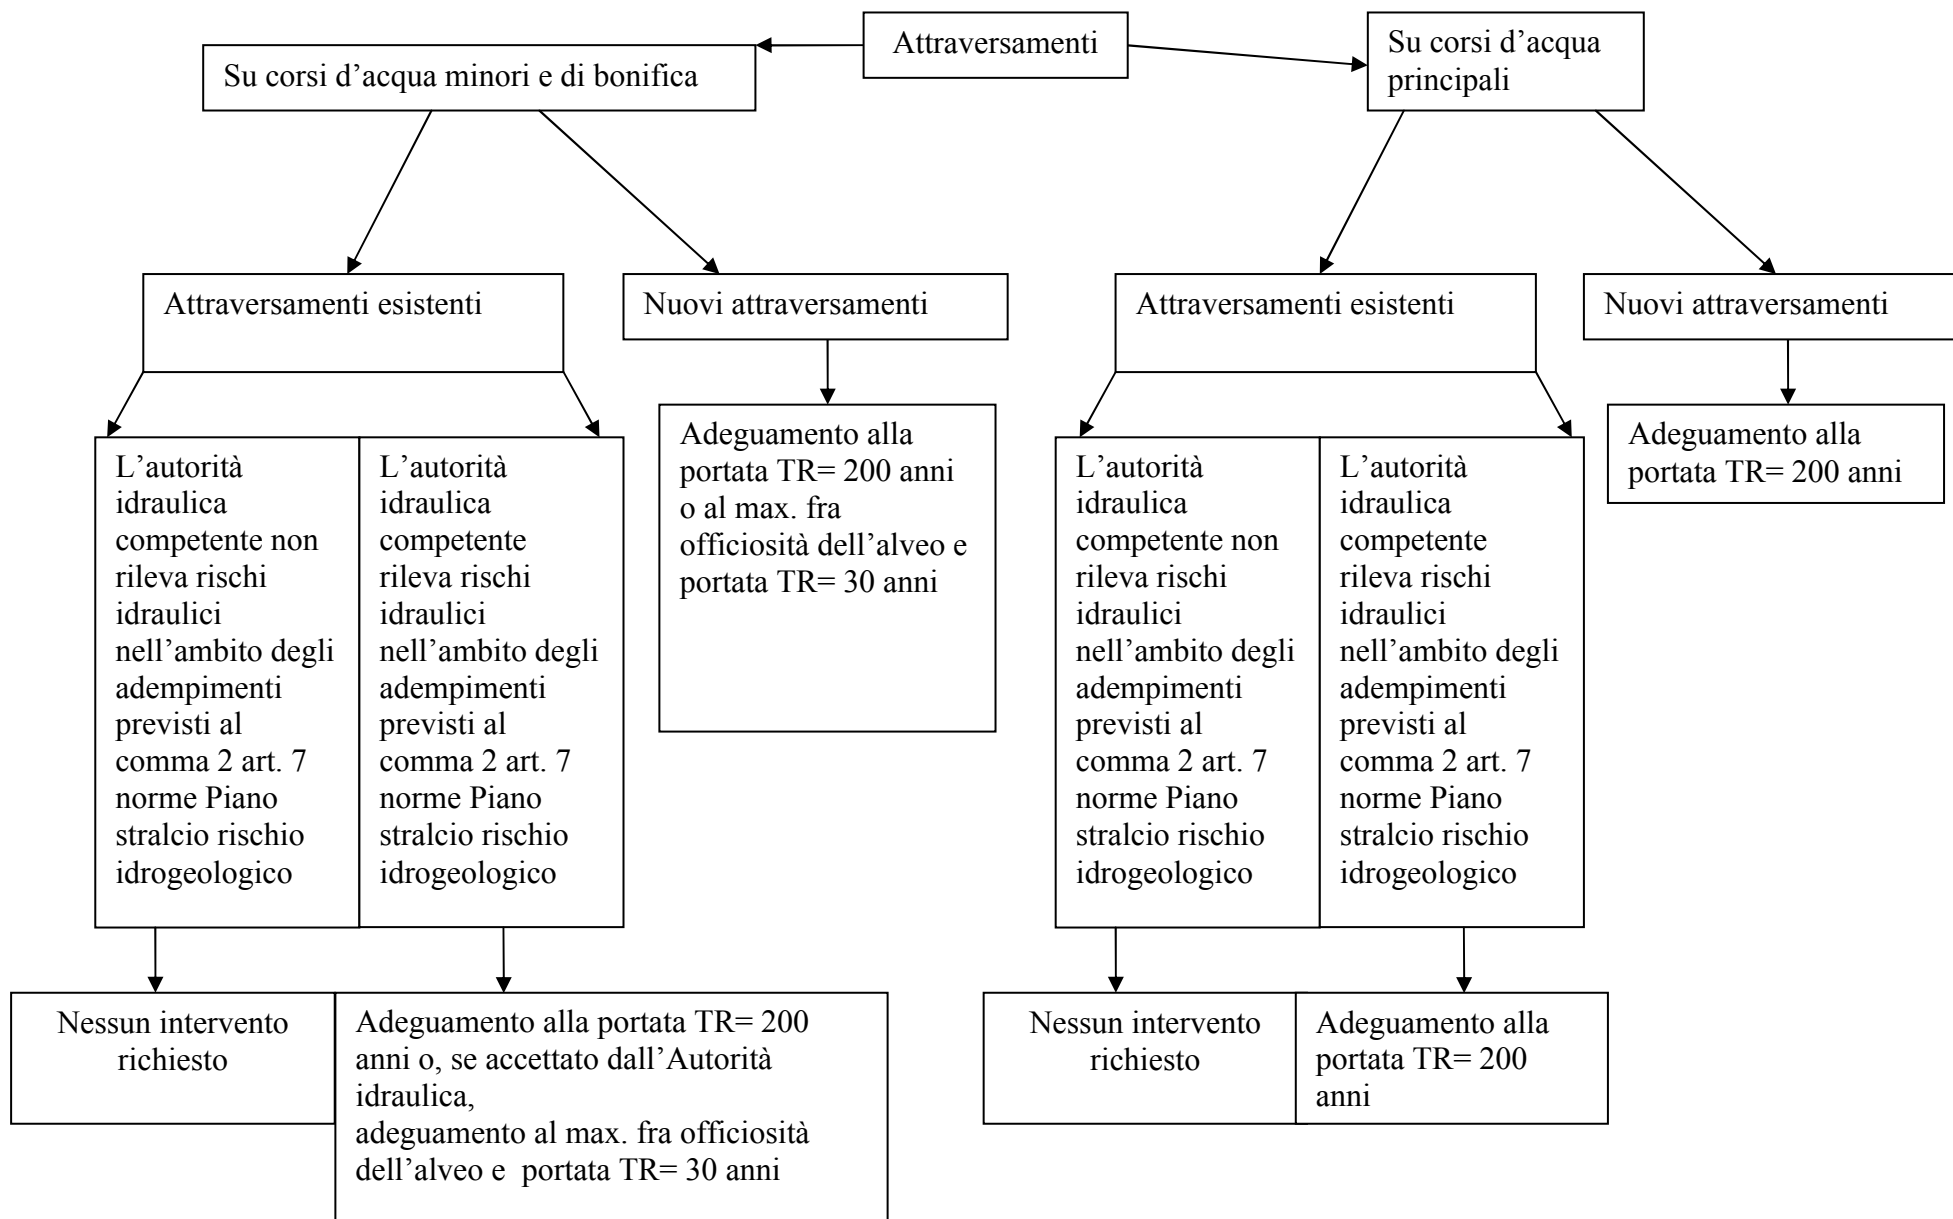 Attraversamenti
Su corsi d’acqua minori e di bonifica
Su corsi d’acqua
principali
Attraversamenti esistenti
Nuovi attraversamenti
Attraversamenti esistenti
Nuovi attraversamenti
L’autorità
idraulica
competente non
rileva rischi
idraulici
nell’ambito degli
adempimenti
previsti al
comma 2 art. 7
norme Piano
stralcio rischio
idrogeologico
L’autorità
idraulica
competente
rileva rischi
idraulici
nell’ambito degli
adempimenti
previsti al
comma 2 art. 7
norme Piano
stralcio rischio
idrogeologico
Adeguamento alla
portata TR= 200 anni
o al max. fra
officiosità dell’alveo e
portata TR= 30 anni
L’autorità
idraulica
competente non
rileva rischi
idraulici
nell’ambito degli
adempimenti
previsti al
comma 2 art. 7
norme Piano
stralcio rischio
idrogeologico
L’autorità
idraulica
competente
rileva rischi
idraulici
nell’ambito degli
adempimenti
previsti al
comma 2 art. 7
norme Piano
stralcio rischio
idrogeologico
Adeguamento alla
portata TR= 200 anni
Nessun intervento
richiesto
Adeguamento alla portata TR= 200
anni o, se accettato dall’Autorità
idraulica,
adeguamento al max. fra officiosità
dell’alveo e  portata TR= 30 anni
Nessun intervento
richiesto
Adeguamento alla
portata TR= 200
anni